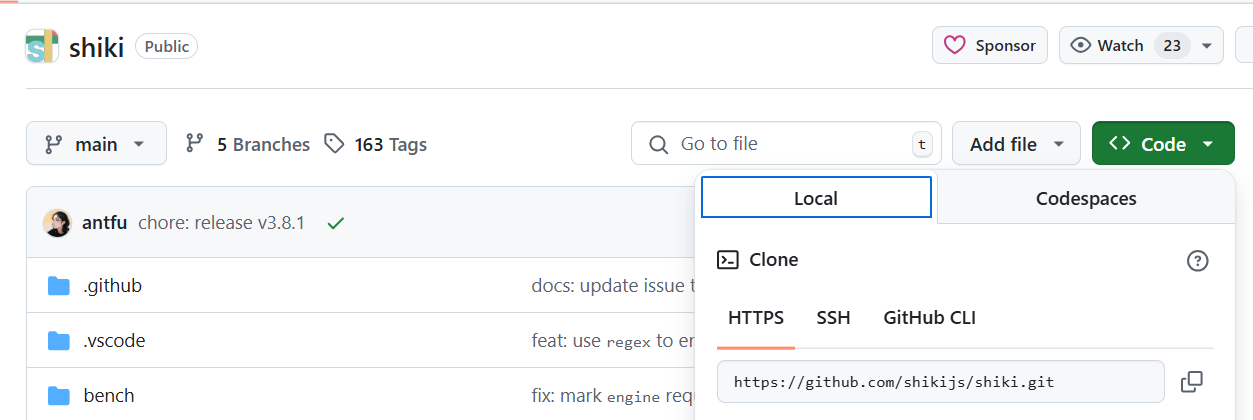 shiki Public Sponsor Watch 23
main 5 Branches 163 Tags Go to file t Add file Code
Local Codespaces
antfu chore: release v3.8.1
Clone
.github docs: update issue
HTTPS SSH GitHub CLI
.vscode feat: use regex to
https://github.com/shikijs/shiki.git
bench fix: mark engine